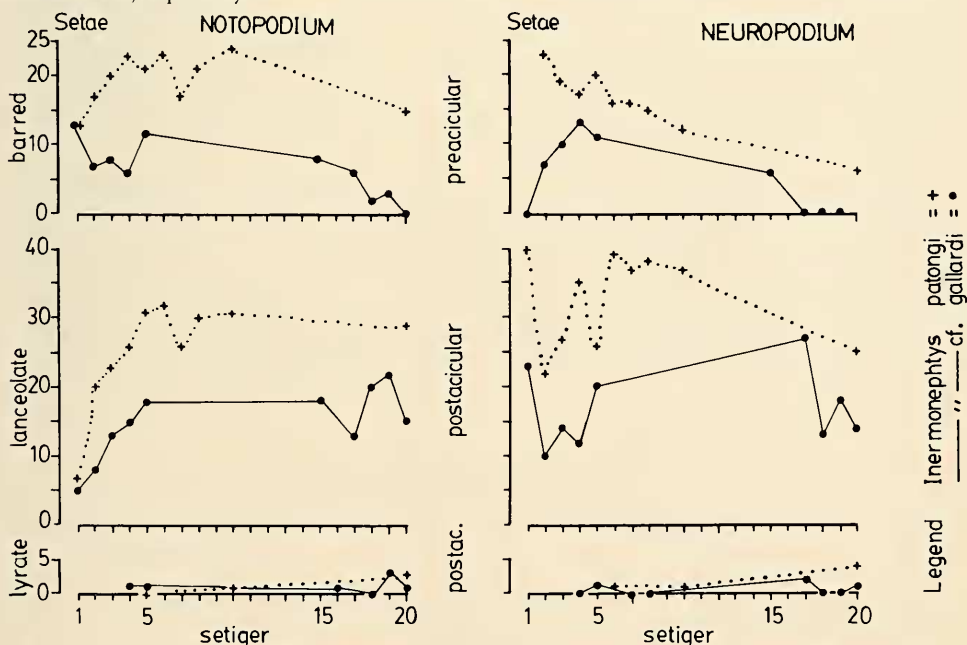 Setae NOTOPODIUM
25
20
10
0
barred
40
30
20
10
0
lanceolate
5
0
lyrate
1 5 15 20
setiger
Setae NEUROPODIUM
preacicular
postacicular
postac.
1 5 15 20
setiger
Legend Inermonephtys patongi = +
—— ,, —— cf. gallardi = •